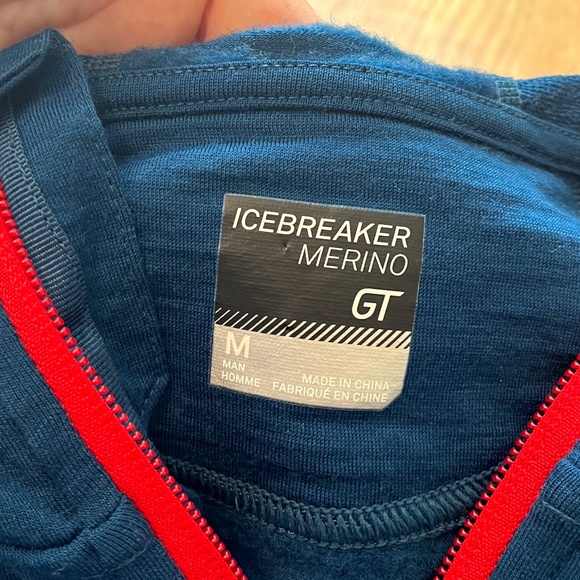 ICEBREAKER
MERINO
GT
M
MAN
HOMME
MADE IN CHINA
FABRIQUÉ EN CHINE